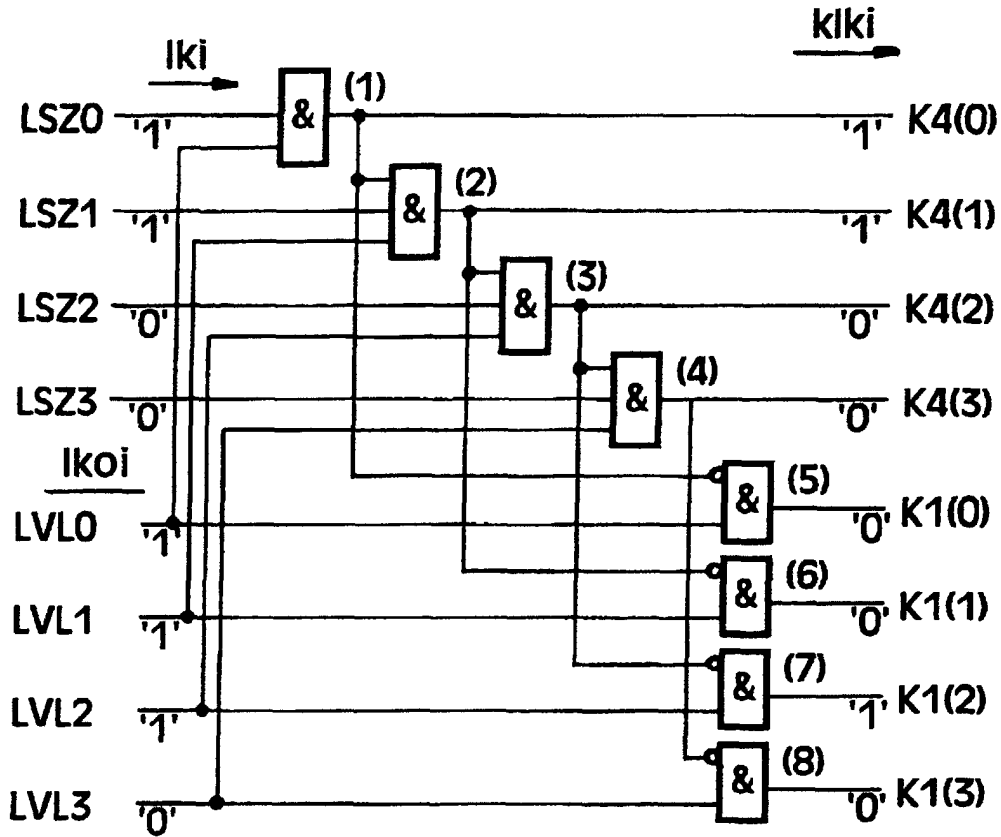 lki klki
& (1)
LSZ0 '1' '1' K4(0)
& (2)
LSZ1 '1' '1' K4(1)
& (3)
LSZ2 '0' '0' K4(2)
& (4)
LSZ3 '0' '0' K4(3)
lkoi
& (5)
LVL0 '1' '0' K1(0)
& (6)
LVL1 '1' '0' K1(1)
& (7)
LVL2 '1' '1' K1(2)
& (8)
LVL3 '0' '0' K1(3)